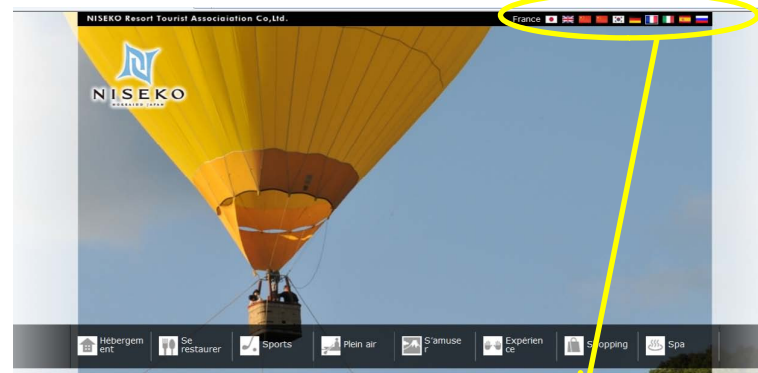 NISEKO Resort Tourist Associaiation Co,Ltd.
France
NISEKO
HOKKAIDO JAPAN
Hébergem
ent
Se
restaurer
Sports
Plein air
S'amuse
r
Expérien
ce
Shopping
Spa